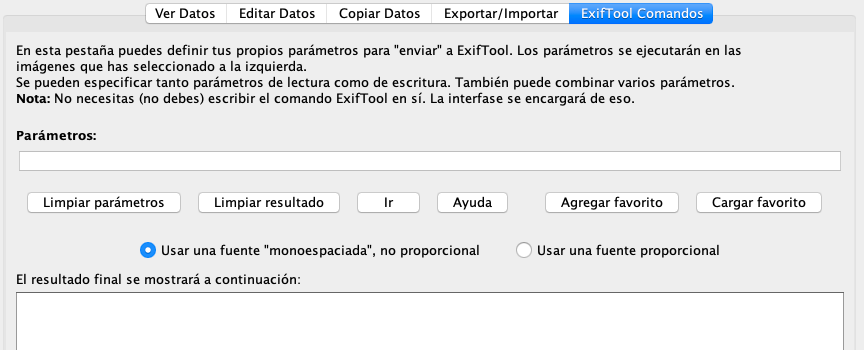 Ver Datos Editar Datos Copiar Datos Exportar/Importar ExifTool Comandos
En esta pestaña puedes definir tus propios parámetros para "enviar" a ExifTool. Los parámetros se ejecutarán en las
imágenes que has seleccionado a la izquierda.
Se pueden especificar tanto parámetros de lectura como de escritura. También puede combinar varios parámetros.
Nota: No necesitas (no debes) escribir el comando ExifTool en sí. La interfase se encargará de eso.
Parámetros:
Limpiar parámetros Limpiar resultado Ir Ayuda Agregar favorito Cargar favorito
Usar una fuente "monoespaciada", no proporcional Usar una fuente proporcional
El resultado final se mostrará a continuación: